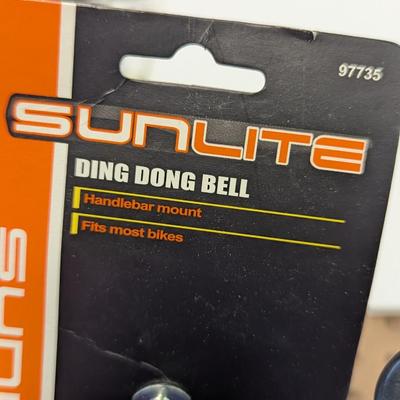 97735
SUNLITE
DING DONG BELL
Handlebar mount
Fits most bikes